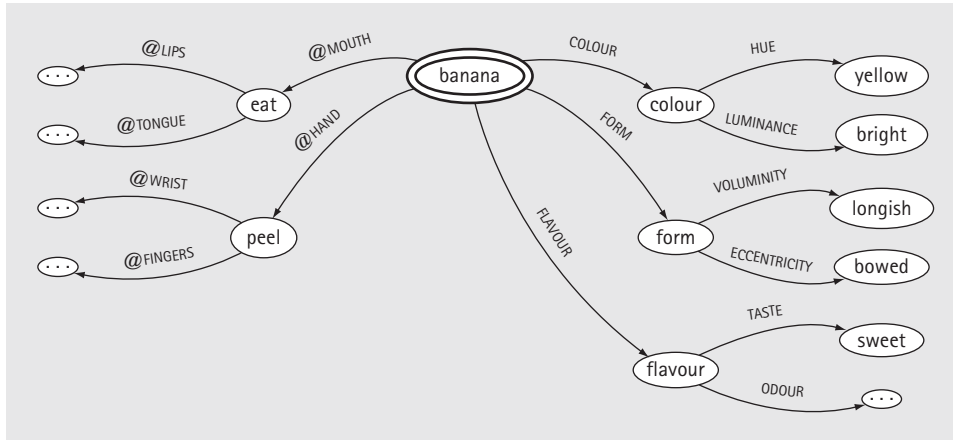 @LIPS
@MOUTH
COLOUR
HUE
. . .
eat
banana
colour
yellow
@TONGUE
@HAND
FORM
LUMINANCE
. . .
bright
@WRIST
VOLUMINITY
. . .
peel
FLAVOUR
form
longish
@FINGERS
ECCENTRICITY
. . .
bowed
TASTE
sweet
flavour
ODOUR
. . .